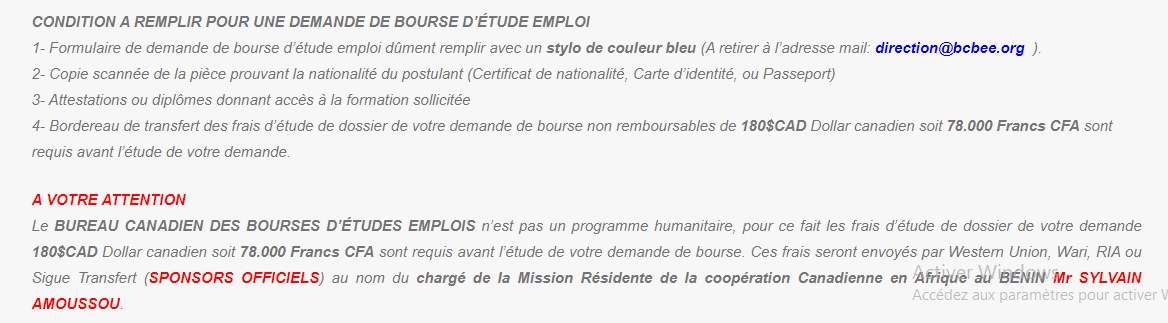 CONDITION A REMPLIR POUR UNE DEMANDE DE BOURSE D’ÉTUDE EMPLOI
1- Formulaire de demande de bourse d’étude emploi dûment remplir avec un stylo de couleur bleu (A retirer à l’adresse mail: direction@bcbee.org ).
2- Copie scannée de la pièce prouvant la nationalité du postulant (Certificat de nationalité, Carte d’identité, ou Passeport)
3- Attestations ou diplômes donnant accès à la formation sollicitée
4- Bordereau de transfert des frais d’étude de dossier de votre demande de bourse non remboursables de 180$CAD Dollar canadien soit 78.000 Francs CFA sont
requis avant l’étude de votre demande.
A VOTRE ATTENTION
Le BUREAU CANADIEN DES BOURSES D’ÉTUDES EMPLOIS n’est pas un programme humanitaire, pour ce fait les frais d’étude de dossier de votre demande
180$CAD Dollar canadien soit 78.000 Francs CFA sont requis avant l’étude de votre demande de bourse. Ces frais seront envoyés par Western Union, Wari, RIA ou
Sigue Transfert (SPONSORS OFFICIELS) au nom du chargé de la Mission Résidente de la coopération Canadienne en Afrique au BENIN Mr SYLVAIN
AMOUSSOU.
Activer Windows
Accédez aux paramètres pour activer W